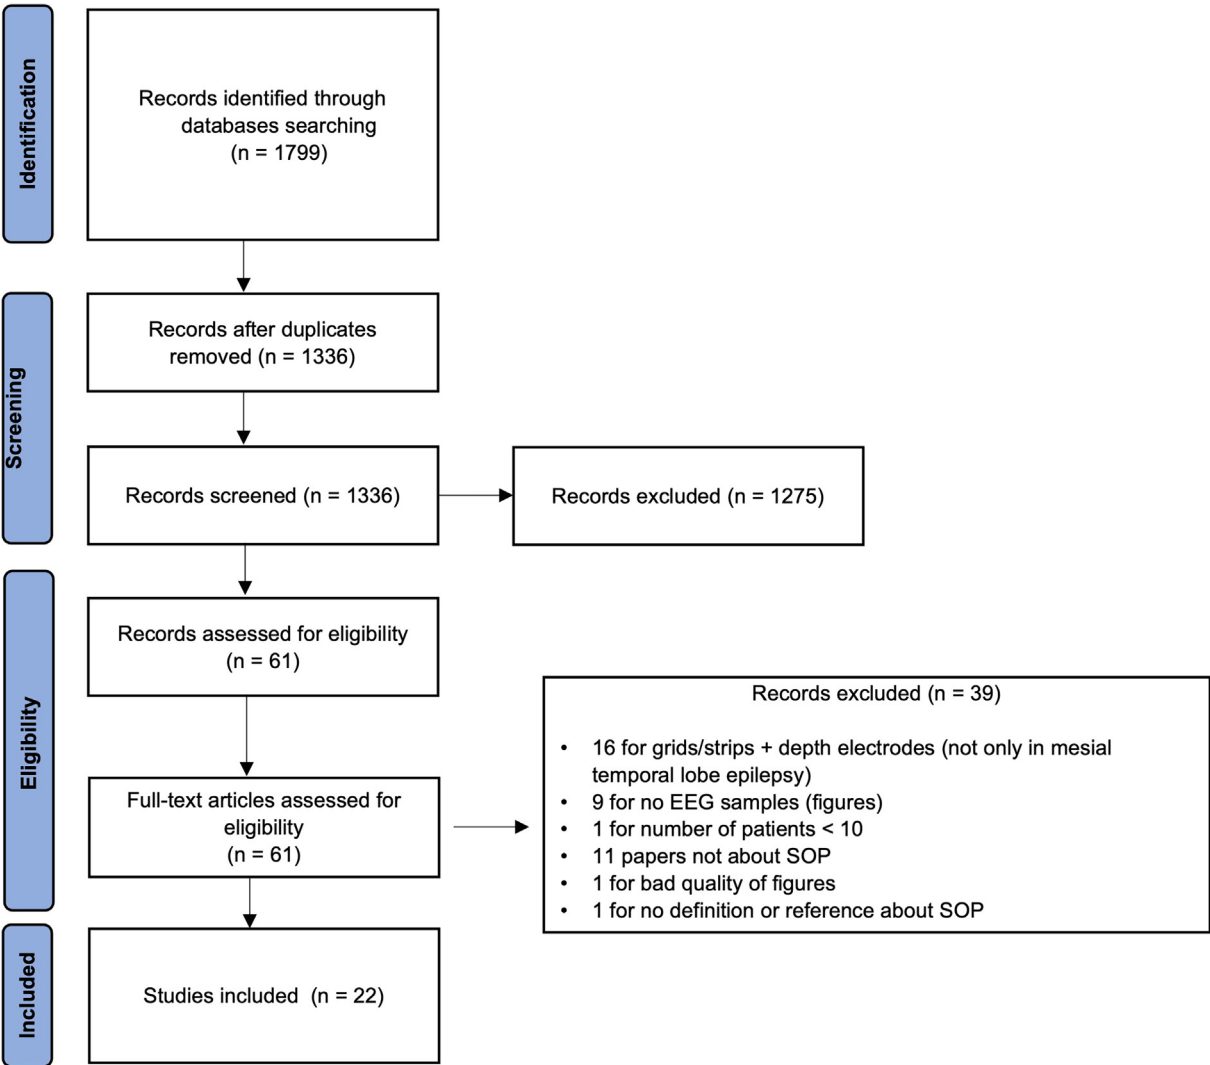 Identification
Records identified through
databases searching
(n = 1799)
Screening
Records after duplicates
removed (n = 1336)
Records screened (n = 1336)
Records excluded (n = 1275)
Eligibility
Records assessed for eligibility
(n = 61)
Full-text articles assessed for
eligibility
(n = 61)
Records excluded (n = 39)
• 16 for grids/strips + depth electrodes (not only in mesial
temporal lobe epilepsy)
• 9 for no EEG samples (figures)
• 1 for number of patients < 10
• 11 papers not about SOP
• 1 for bad quality of figures
• 1 for no definition or reference about SOP
Included
Studies included (n = 22)